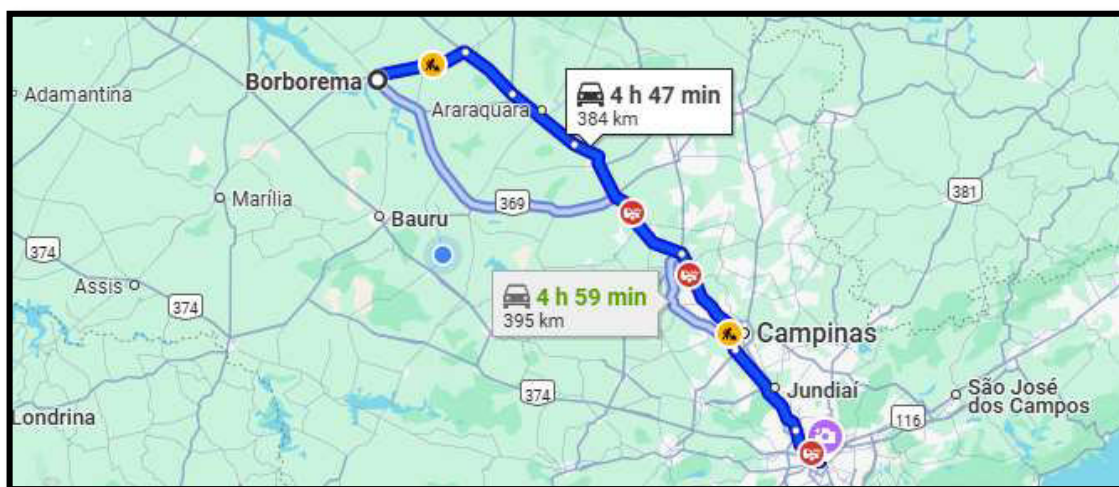 Borborema
Adamantina
Araraquara
4 h 47 min
384 km
381
Marília
369
Bauru
374
Assis
374
4 h 59 min
395 km
Campinas
374
Jundiaí
São José
dos Campos
Londrina
116